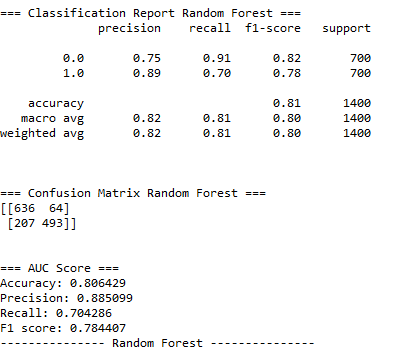 === Classification Report Random Forest ===
              precision    recall  f1-score   support

         0.0       0.75      0.91      0.82       700
         1.0       0.89      0.70      0.78       700

    accuracy                           0.81      1400
   macro avg       0.82      0.81      0.80      1400
weighted avg       0.82      0.81      0.80      1400

=== Confusion Matrix Random Forest ===
[[636  64]
 [207 493]]

=== AUC Score ===
Accuracy: 0.806429
Precision: 0.885099
Recall: 0.704286
F1 score: 0.784407
--------------- Random Forest ---------------